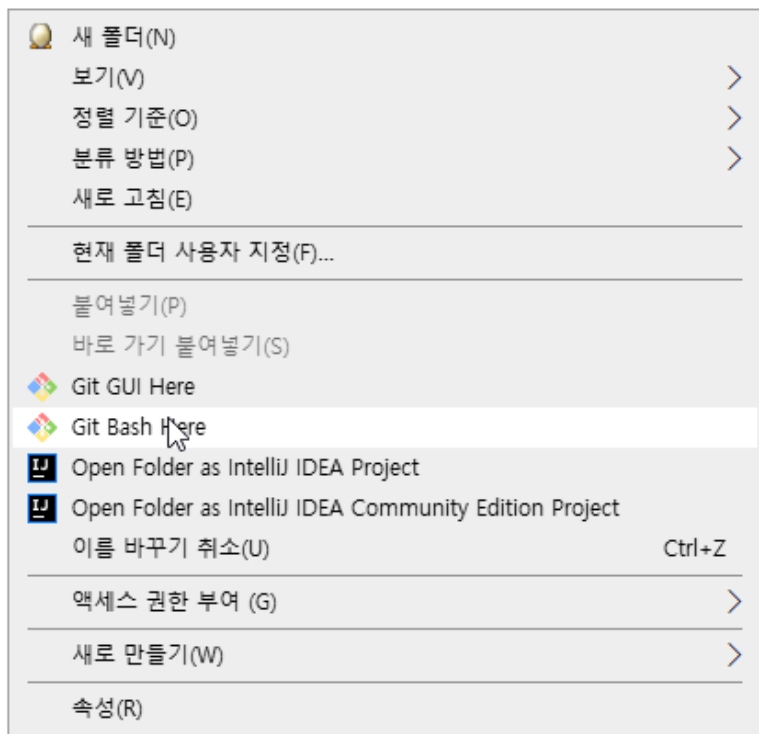 새 폴더(N)
보기(V)
정렬 기준(O)
분류 방법(P)
새로 고침(E)
현재 폴더 사용자 지정(F)...
붙여넣기(P)
바로 가기 붙여넣기(S)
Git GUI Here
Git Bash Here
Open Folder as IntelliJ IDEA Project
Open Folder as IntelliJ IDEA Community Edition Project
이름 바꾸기 취소(U) Ctrl+Z
액세스 권한 부여 (G)
새로 만들기(W)
속성(R)